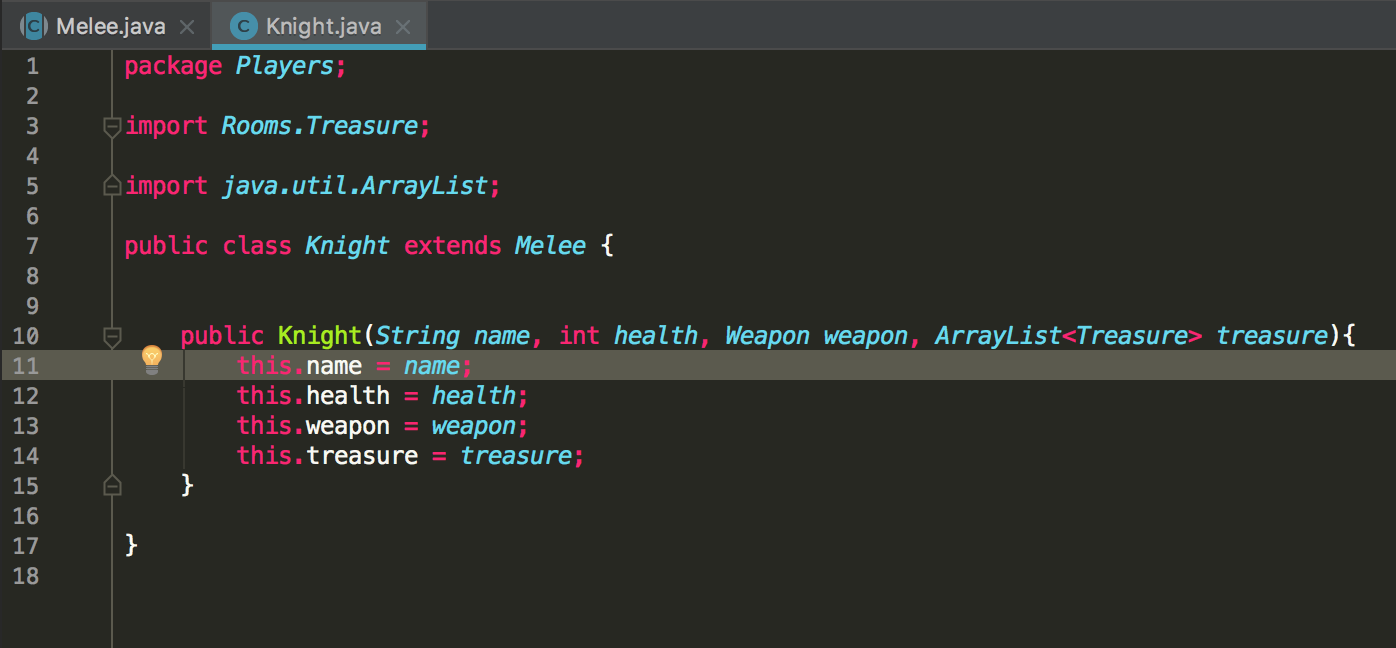 Melee.java Knight.java
1 package Players;
2
3 import Rooms.Treasure;
4
5 import java.util.ArrayList;
6
7 public class Knight extends Melee {
8
9
10 public Knight(String name, int health, Weapon weapon, ArrayList<Treasure> treasure){
11 this.name = name;
12 this.health = health;
13 this.weapon = weapon;
14 this.treasure = treasure;
15 }
16
17 }
18